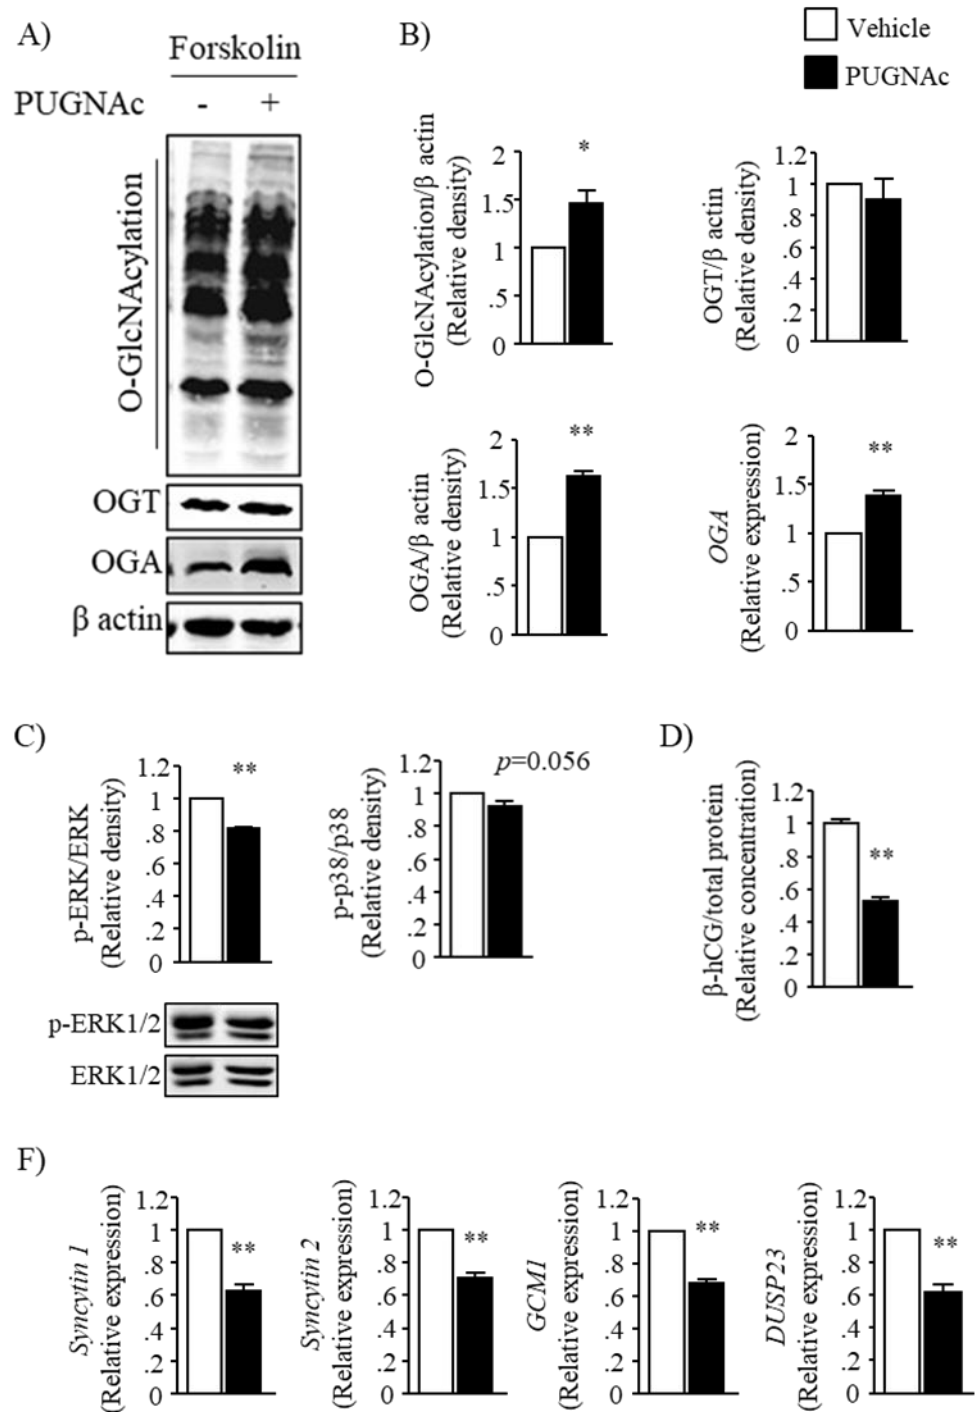 A)
Forskolin
PUGNAc - +
O-GlcNAcylation
OGT
OGA
β actin
B)
Vehicle
PUGNAc
O-GlcNAcylation/β actin
(Relative density)
2
1.5
1
.5
0
*
OGT/β actin
(Relative density)
1.2
1
.8
.6
.4
.2
0
OGA/β actin
(Relative density)
2
1.5
1
.5
0
**
OGA
(Relative expression)
2
1.5
1
.5
0
**
C)
p-ERK/ERK
(Relative density)
1.2
1
.8
.6
.4
.2
0
**
p-ERK1/2
ERK1/2
p-p38/p38
(Relative density)
1.2
1
.8
.6
.4
.2
0
p=0.056
D)
β-hCG/total protein
(Relative concentration)
1.2
1
.8
.6
.4
.2
0
**
F)
Syncytin 1
(Relative expression)
1.2
1
.8
.6
.4
.2
0
**
Syncytin 2
(Relative expression)
1.2
1
.8
.6
.4
.2
0
**
GCM1
(Relative expression)
1.2
1
.8
.6
.4
.2
0
**
DUSP23
(Relative expression)
1.2
1
.8
.6
.4
.2
0
**